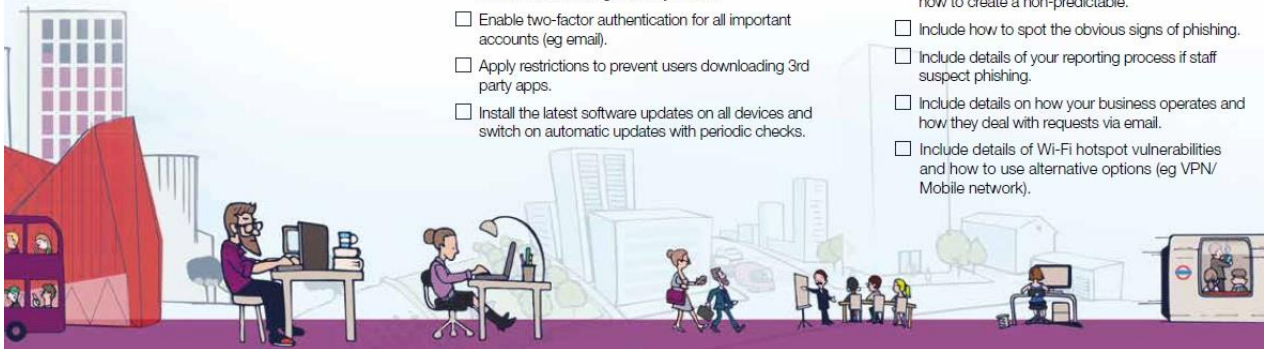 Enable two-factor authentication for all important
accounts (eg email).
Apply restrictions to prevent users downloading 3rd
party apps.
Install the latest software updates on all devices and
switch on automatic updates with periodic checks.
how to create a non-predictable.
Include how to spot the obvious signs of phishing.
Include details of your reporting process if staff
suspect phishing.
Include details on how your business operates and
how they deal with requests via email.
Include details of Wi-Fi hotspot vulnerabilities
and how to use alternative options (eg VPN/
Mobile network).